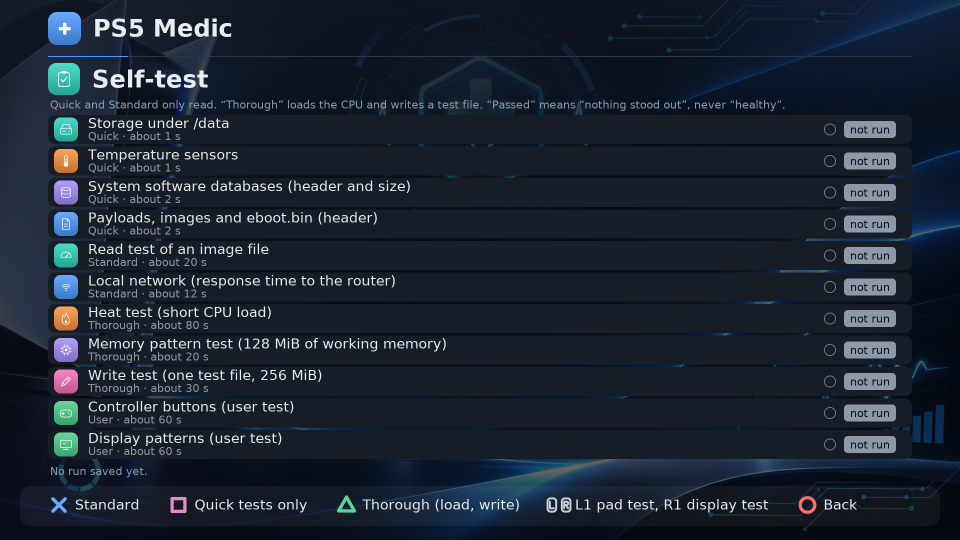 PS5 Medic
Self-test
Quick and Standard only read. “Thorough” loads the CPU and writes a test file. “Passed” means “nothing stood out”, never “healthy”.
Storage under /data
Quick · about 1 s
not run
Temperature sensors
Quick · about 1 s
not run
System software databases (header and size)
Quick · about 2 s
not run
Payloads, images and eboot.bin (header)
Quick · about 2 s
not run
Read test of an image file
Standard · about 20 s
not run
Local network (response time to the router)
Standard · about 12 s
not run
Heat test (short CPU load)
Thorough · about 80 s
not run
Memory pattern test (128 MiB of working memory)
Thorough · about 20 s
not run
Write test (one test file, 256 MiB)
Thorough · about 30 s
not run
Controller buttons (user test)
User · about 60 s
not run
Display patterns (user test)
User · about 60 s
not run
No run saved yet.
Standard Quick tests only Thorough (load, write) L R L1 pad test, R1 display test Back